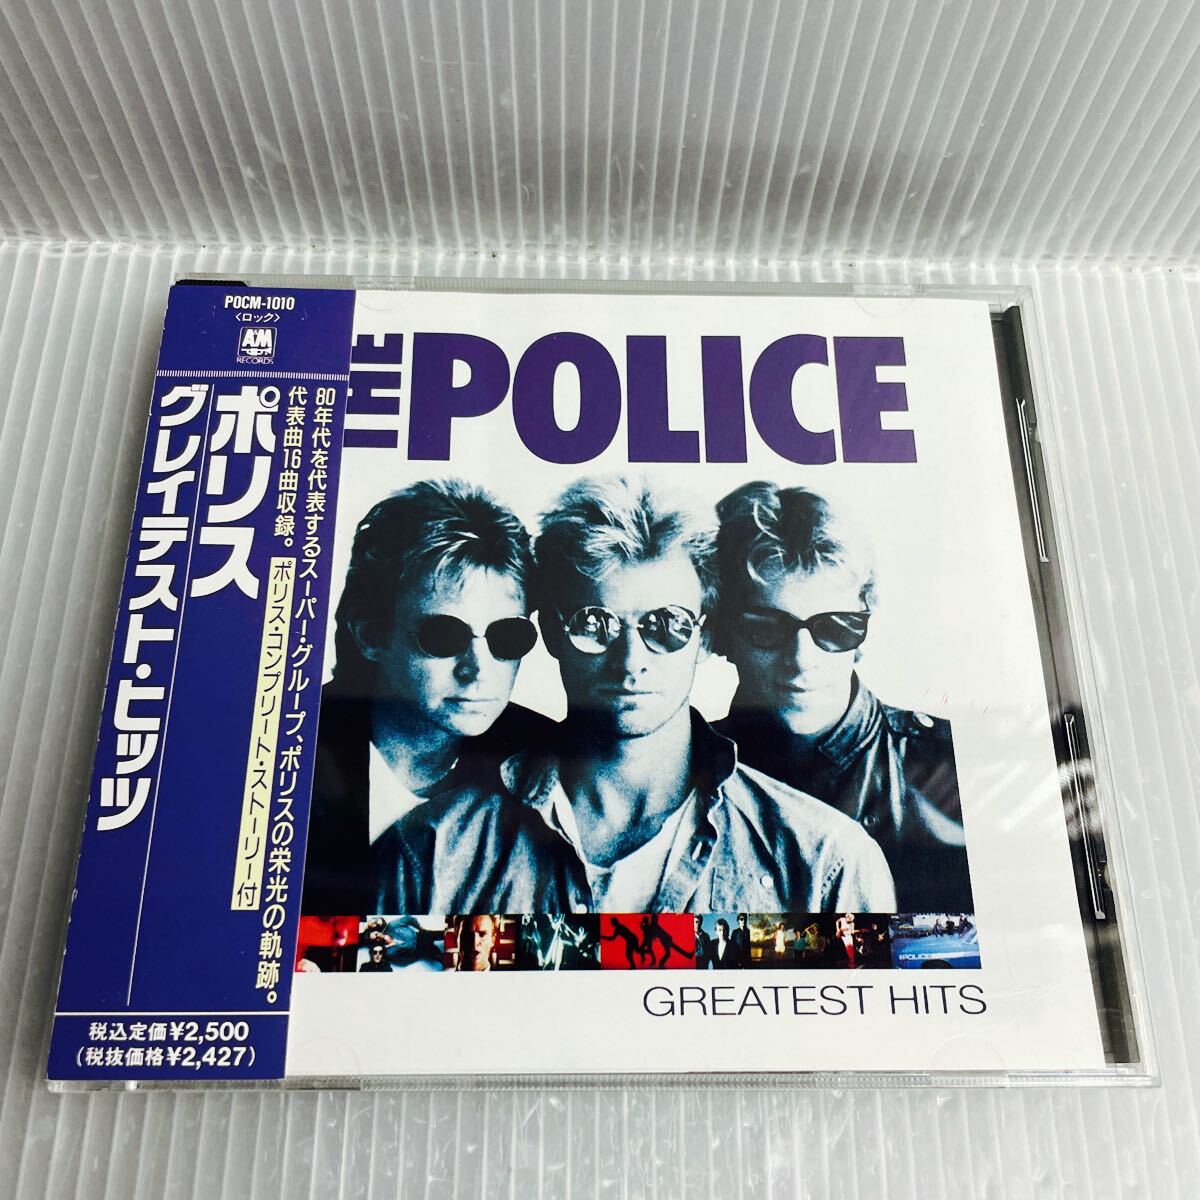 POCM-1010
〈ロック〉
A&M
RECORDS
ポリス
グレイテスト・ヒッツ
80年代を代表するスーパー・グループ、ポリスの栄光の軌跡。
代表曲16曲収録。
ポリス・コンプリート・ストーリー付
税込定価¥2,500
(税抜価格¥2,427)
THE
POLICE
POLICE
GREATEST HITS